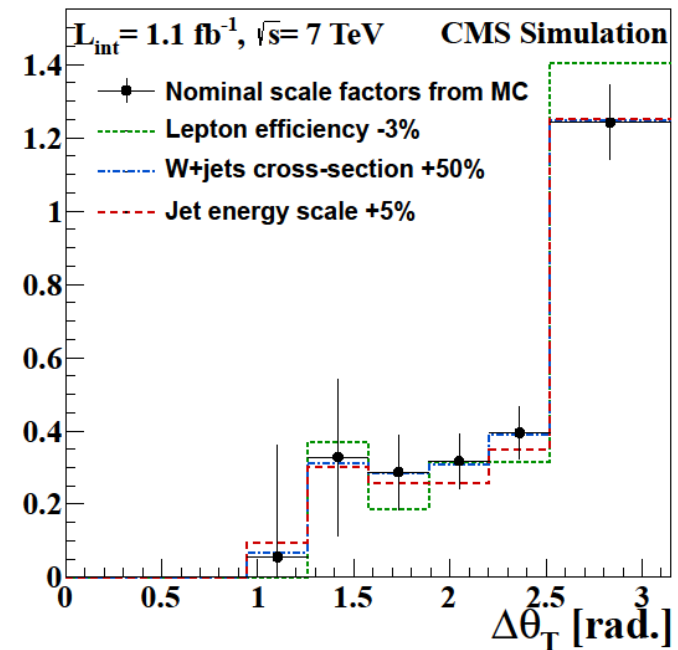 L_int = 1.1 fb⁻¹, √s = 7 TeV CMS Simulation
Nominal scale factors from MC
Lepton efficiency -3%
W+jets cross-section +50%
Jet energy scale +5%
1.4
1.2
1
0.8
0.6
0.4
0.2
0
0 0.5 1 1.5 2 2.5 3
Δθ_T [rad.]